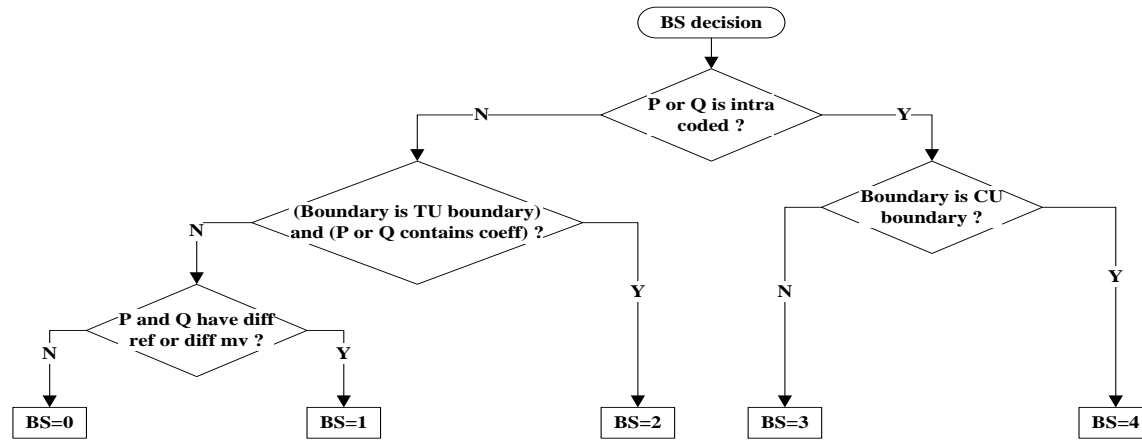 BS decision
P or Q is intra
coded ?
N
Y
(Boundary is TU boundary)
and (P or Q contains coeff) ?
Boundary is CU
boundary ?
N
Y
N
Y
P and Q have diff
ref or diff mv ?
N
Y
BS=0
BS=1
BS=2
BS=3
BS=4